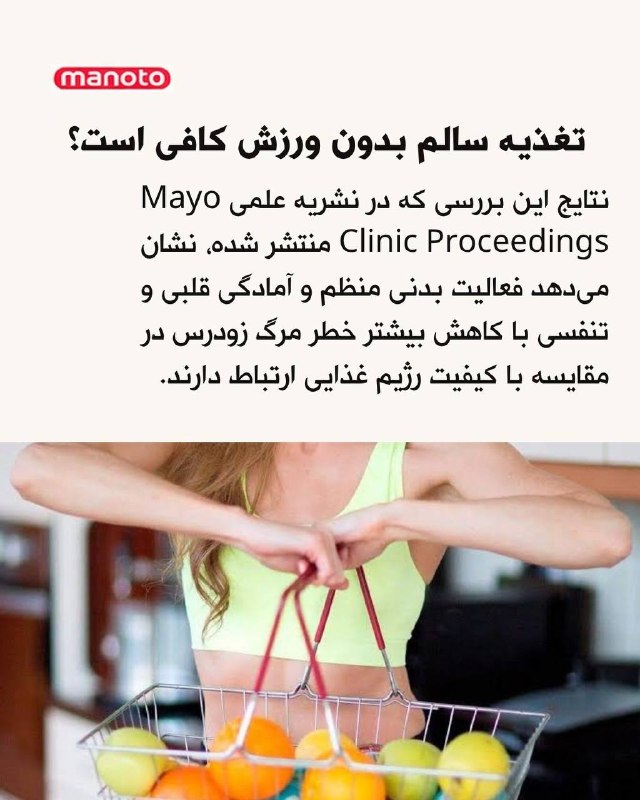 manoto
تغذیه سالم بدون ورزش کافی است؟
نتایج این بررسی که در نشریه علمی Mayo
Clinic Proceedings منتشر شده، نشان
می‌دهد فعالیت بدنی منظم و آمادگی قلبی و
تنفسی با کاهش بیشتر خطر مرگ زودرس در
مقایسه با کیفیت رژیم غذایی ارتباط دارند.